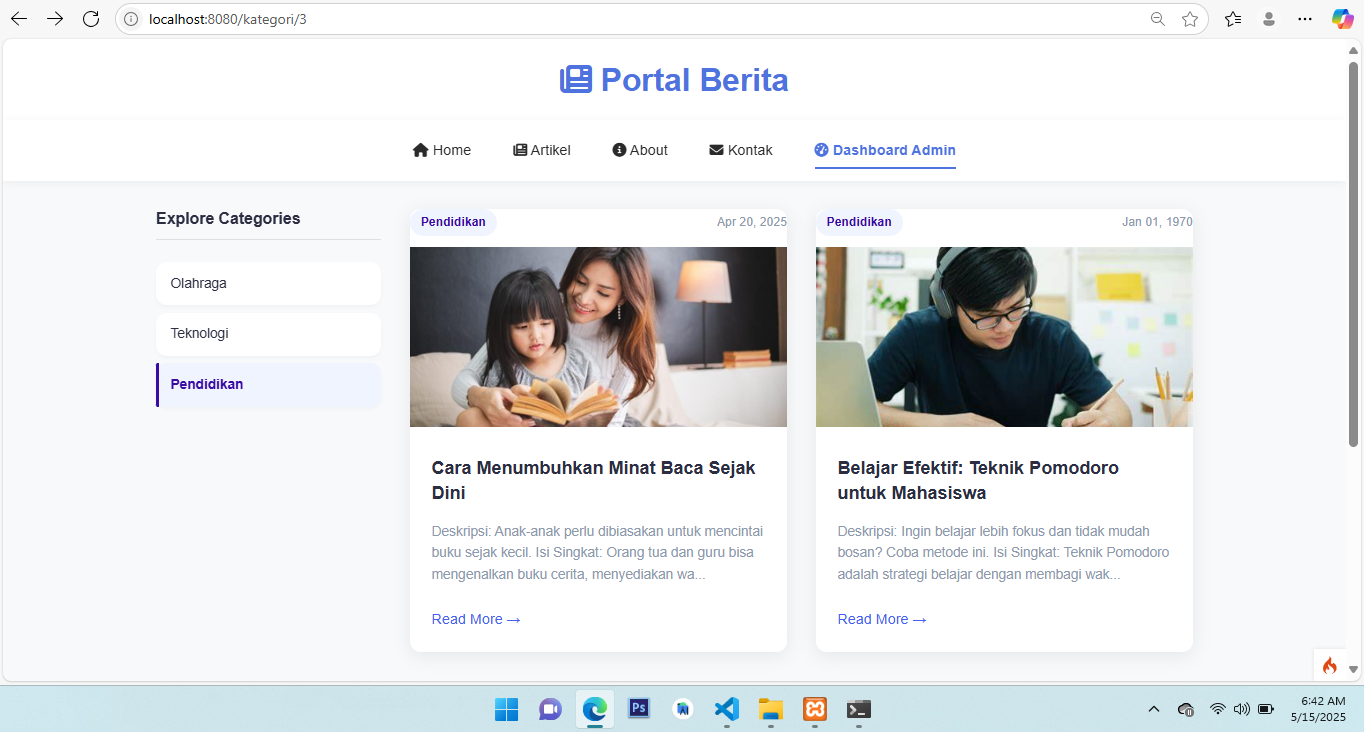 localhost:8080/kategori/3
Portal Berita
Home
Artikel
About
Kontak
Dashboard Admin
Explore Categories
Olahraga
Teknologi
Pendidikan
Pendidikan
Apr 20, 2025
Cara Menumbuhkan Minat Baca Sejak
Dini
Deskripsi: Anak-anak perlu dibiasakan untuk mencintai
buku sejak kecil. Isi Singkat: Orang tua dan guru bisa
mengenalkan buku cerita, menyediakan wa...
Read More →
Pendidikan
Jan 01, 1970
Belajar Efektif: Teknik Pomodoro
untuk Mahasiswa
Deskripsi: Ingin belajar lebih fokus dan tidak mudah
bosan? Coba metode ini. Isi Singkat: Teknik Pomodoro
adalah strategi belajar dengan membagi wak...
Read More →
Ps
6:42 AM
5/15/2025